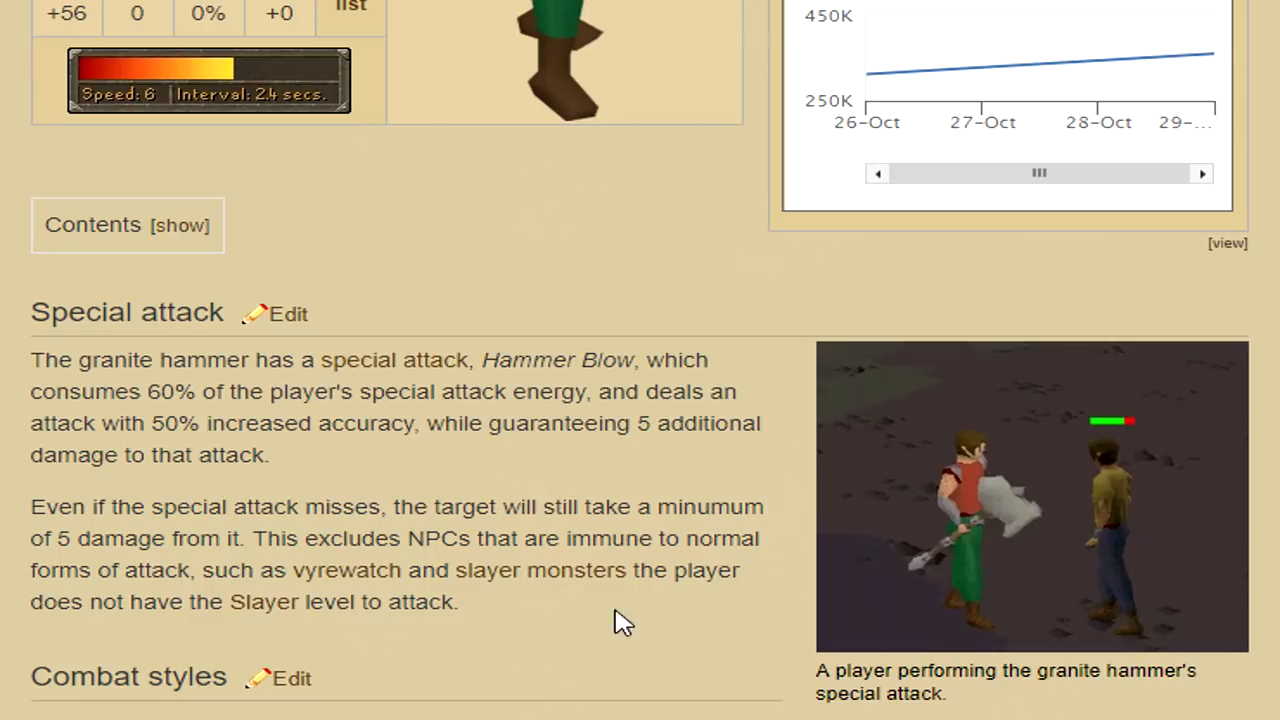 +56 0 0% +0 list
Speed: 6 Interval: 2.4 secs.
450K
250K
26-Oct 27-Oct 28-Oct 29-...
[view]
Contents [show]
Special attack Edit
The granite hammer has a special attack, Hammer Blow, which
consumes 60% of the player's special attack energy, and deals an
attack with 50% increased accuracy, while guaranteeing 5 additional
damage to that attack.
Even if the special attack misses, the target will still take a minumum
of 5 damage from it. This excludes NPCs that are immune to normal
forms of attack, such as vyrewatch and slayer monsters the player
does not have the Slayer level to attack.
A player performing the granite hammer's
special attack.
Combat styles Edit